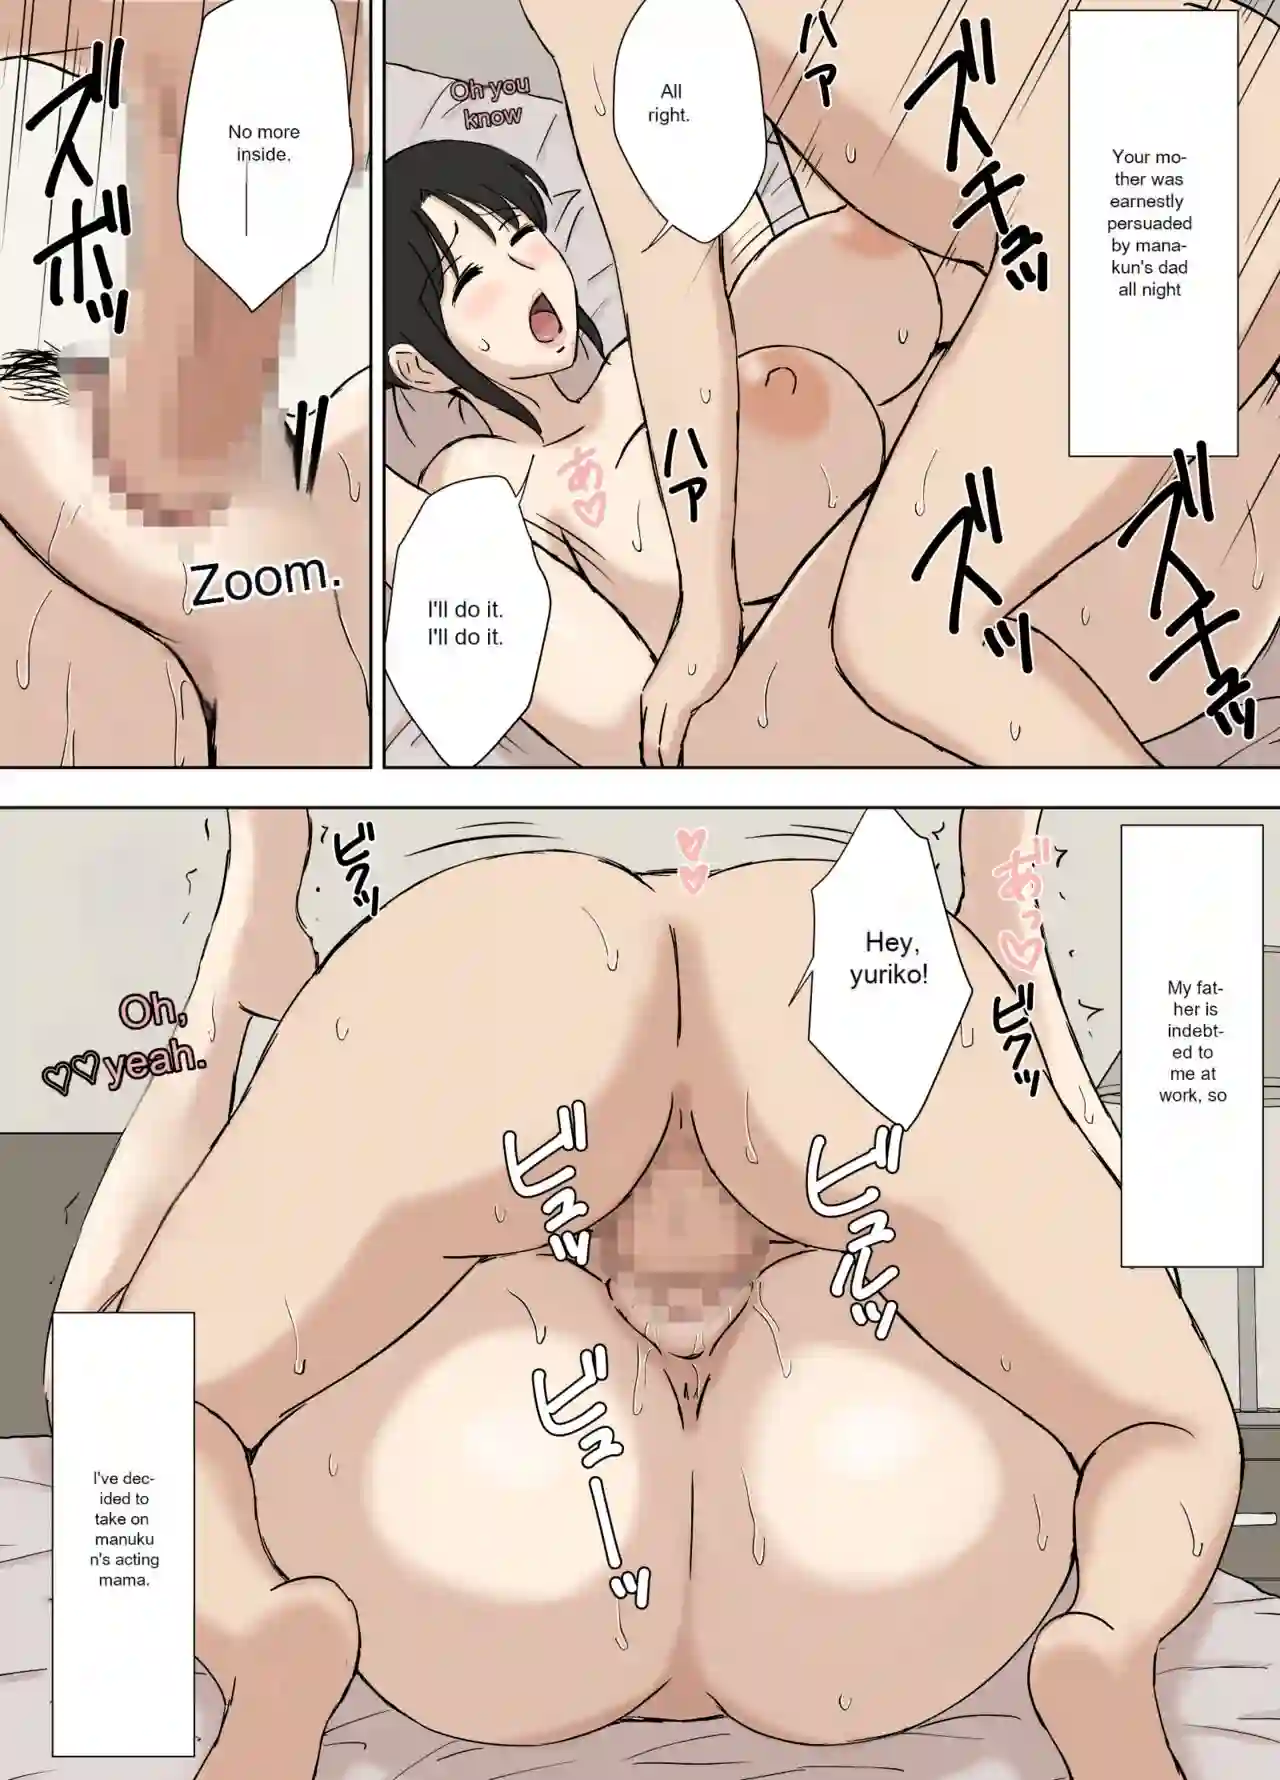 Your mo-
ther was
earnestly
persuaded
by mana-
kun's dad
all night
All
right.
Oh you
know
I'll do it.
I'll do it.
ハァ
ハァ
あ♡
ズチュッ
ズッ
ズチュッ
No more
inside.
ズボッ
Zoom.
My fat-
her is
indebt-
ed to
me at
work, so
Hey,
yuriko!
あ゛っ♡
ビクッ
ビクッ
Oh,
♡♡yeah.
ビュルルッ
ビュッ
ビューーッ
I've dec-
ided to
take on
manuku
n's acting
mama.